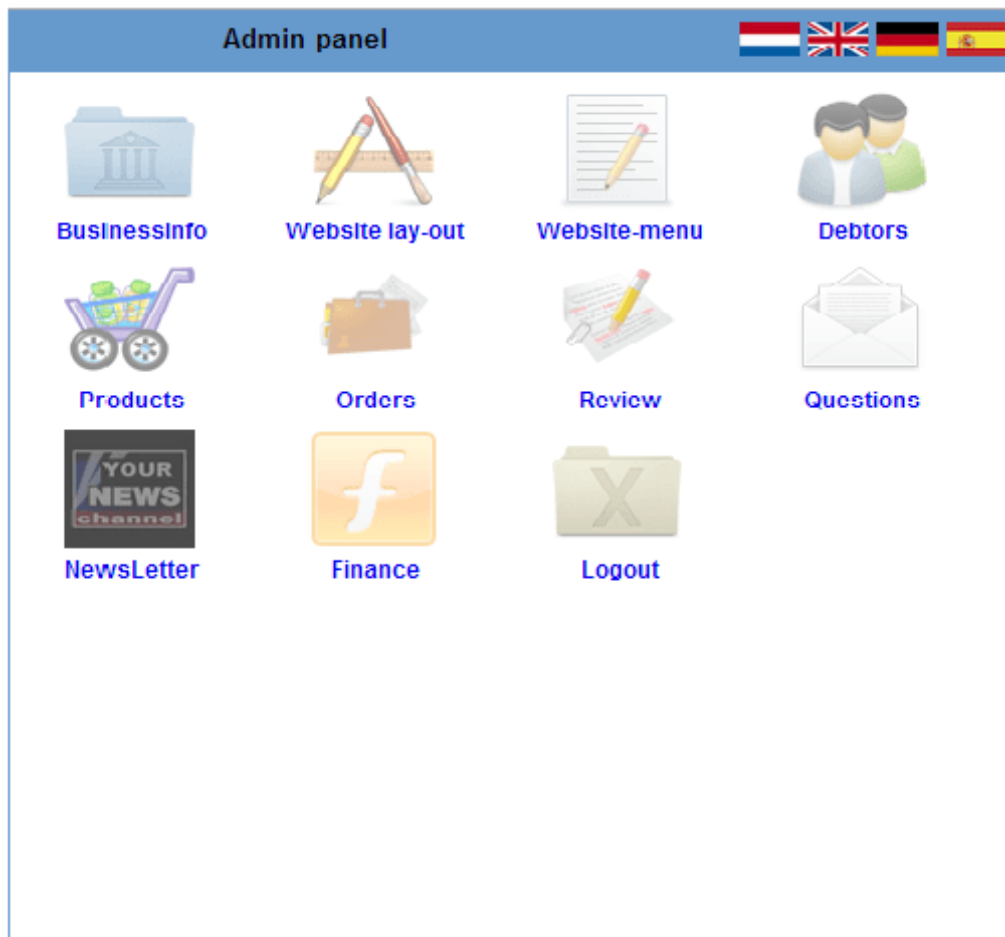 Admin panel
BusinessInfo Website lay-out Website-menu Debtors
Products Orders Review Questions
YOUR
NEWS
channel
NewsLetter Finance Logout